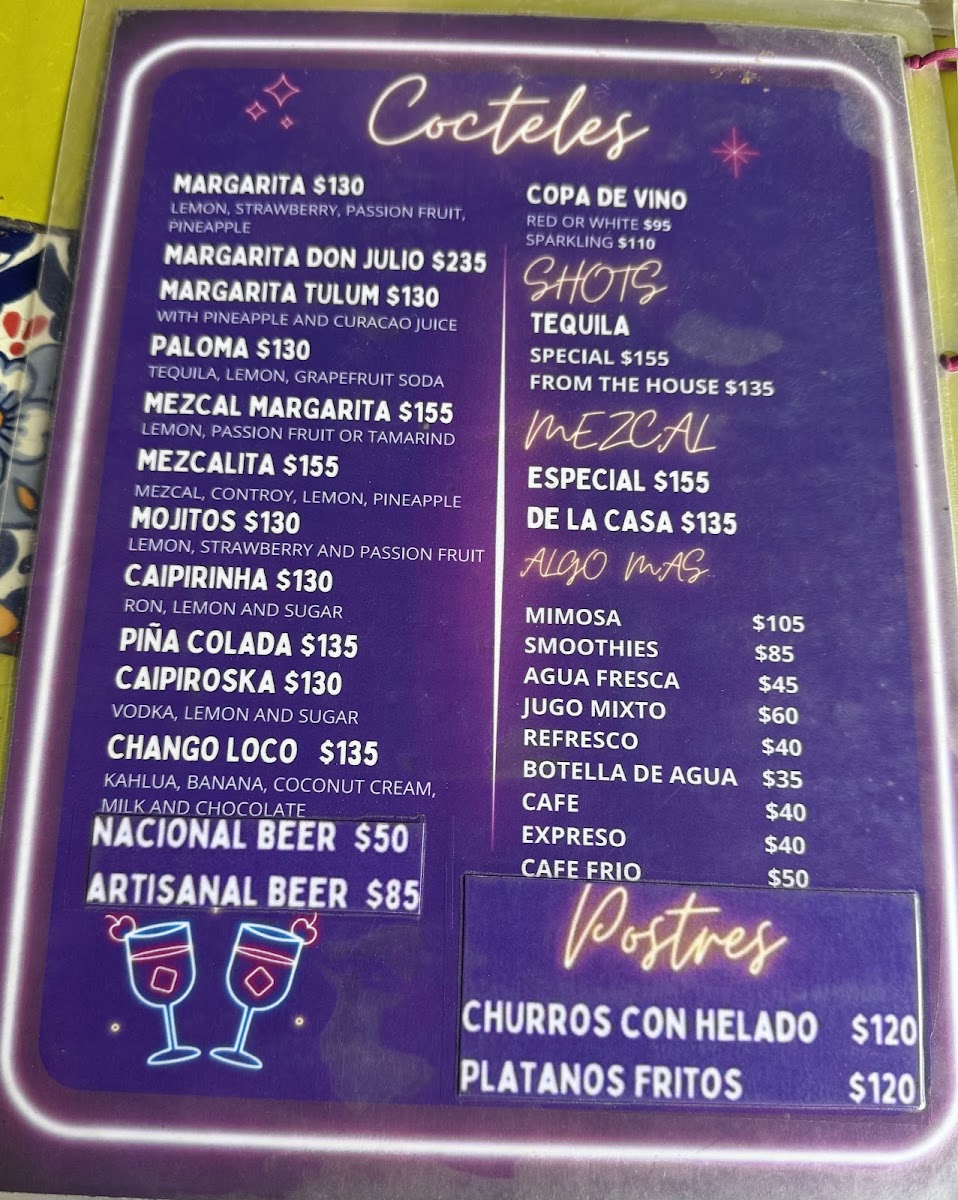 Cocteles
MARGARITA $130
LEMON, STRAWBERRY, PASSION FRUIT,
PINEAPPLE
MARGARITA DON JULIO $235
MARGARITA TULUM $130
WITH PINEAPPLE AND CURACAO JUICE
PALOMA $130
TEQUILA, LEMON, GRAPEFRUIT SODA
MEZCAL MARGARITA $155
LEMON, PASSION FRUIT OR TAMARIND
MEZCALITA $155
MEZCAL, CONTROY, LEMON, PINEAPPLE
MOJITOS $130
LEMON, STRAWBERRY AND PASSION FRUIT
CAIPIRINHA $130
RON, LEMON AND SUGAR
PIÑA COLADA $135
CAIPIROSKA $130
VODKA, LEMON AND SUGAR
CHANGO LOCO $135
KAHLUA, BANANA, COCONUT CREAM,
MILK AND CHOCOLATE
NACIONAL BEER $50
ARTISANAL BEER $85
COPA DE VINO
RED OR WHITE $95
SPARKLING $110
SHOTS
TEQUILA
SPECIAL $155
FROM THE HOUSE $135
MEZCAL
ESPECIAL $155
DE LA CASA $135
ALGO MAS
MIMOSA $105
SMOOTHIES $85
AGUA FRESCA $45
JUGO MIXTO $60
REFRESCO $40
BOTELLA DE AGUA $35
CAFE $40
EXPRESO $40
CAFE FRIO $50
Postres
CHURROS CON HELADO $120
PLATANOS FRITOS $120